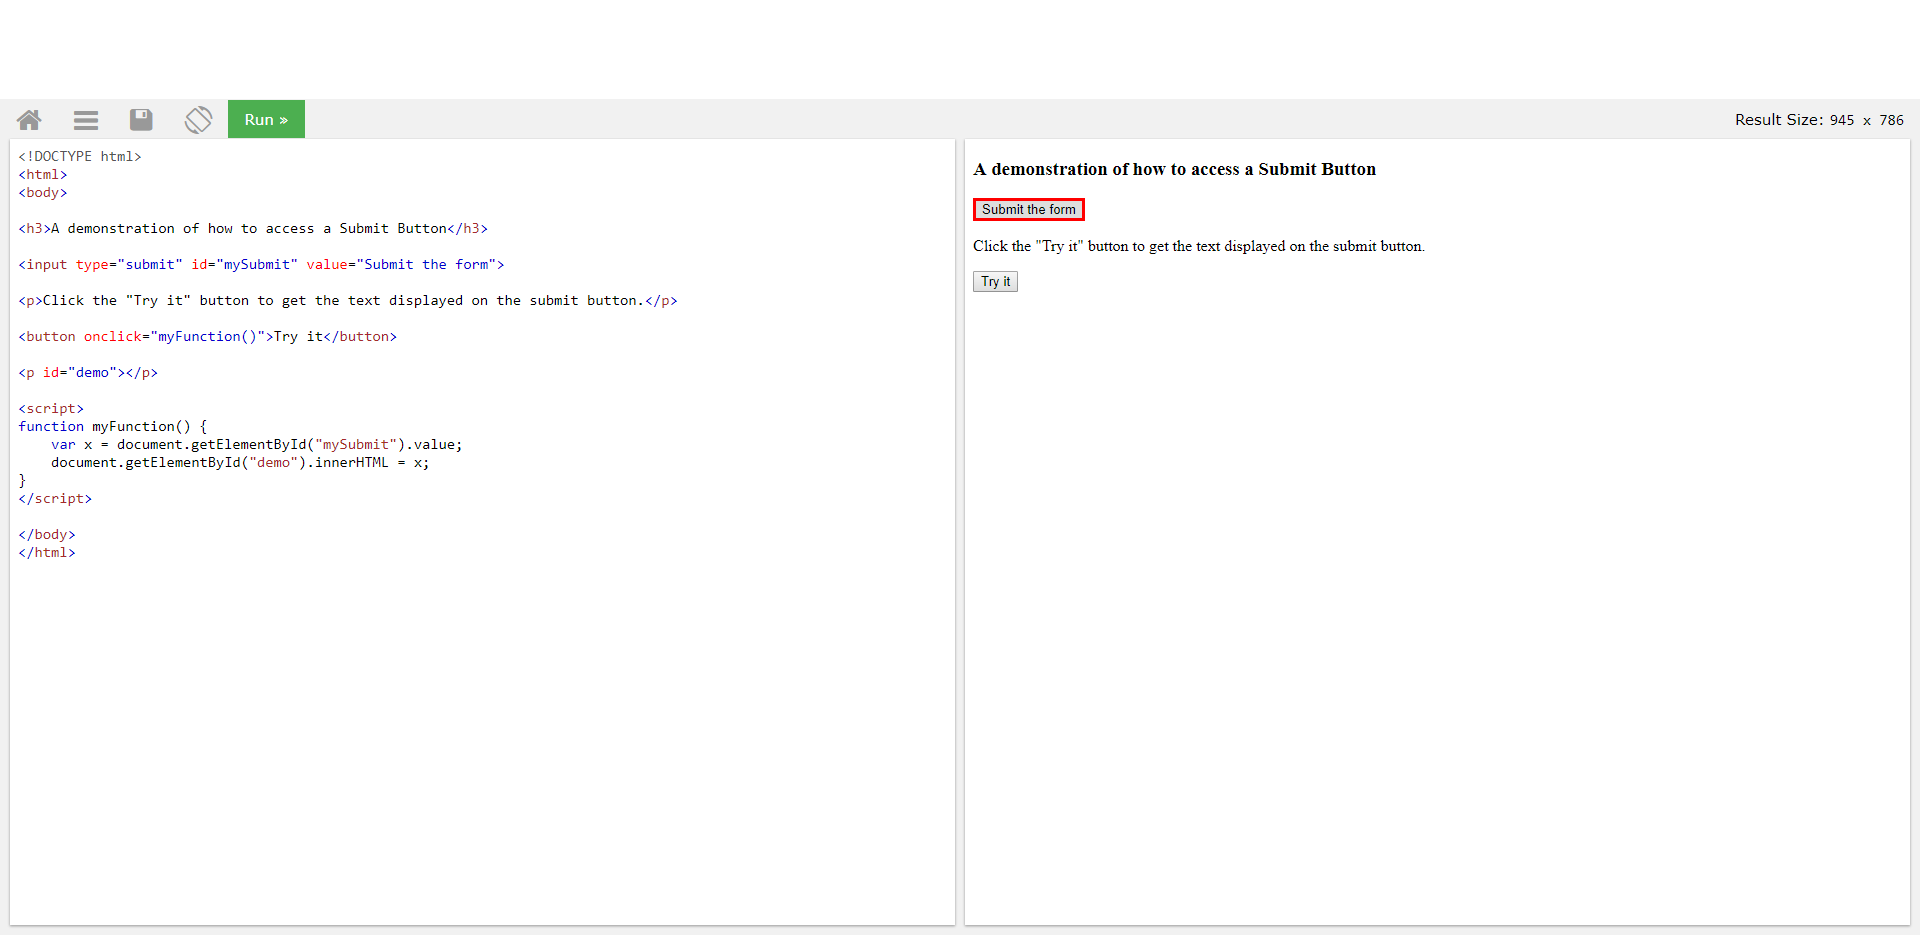 Run »
Result Size: 945 x 786
<!DOCTYPE html>
<html>
<body>
<h3>A demonstration of how to access a Submit Button</h3>
<input type="submit" id="mySubmit" value="Submit the form">
<p>Click the "Try it" button to get the text displayed on the submit button.</p>
<button onclick="myFunction()">Try it</button>
<p id="demo"></p>
<script>
function myFunction() {
    var x = document.getElementById("mySubmit").value;
    document.getElementById("demo").innerHTML = x;
}
</script>
</body>
</html>
A demonstration of how to access a Submit Button
Submit the form
Click the "Try it" button to get the text displayed on the submit button.
Try it